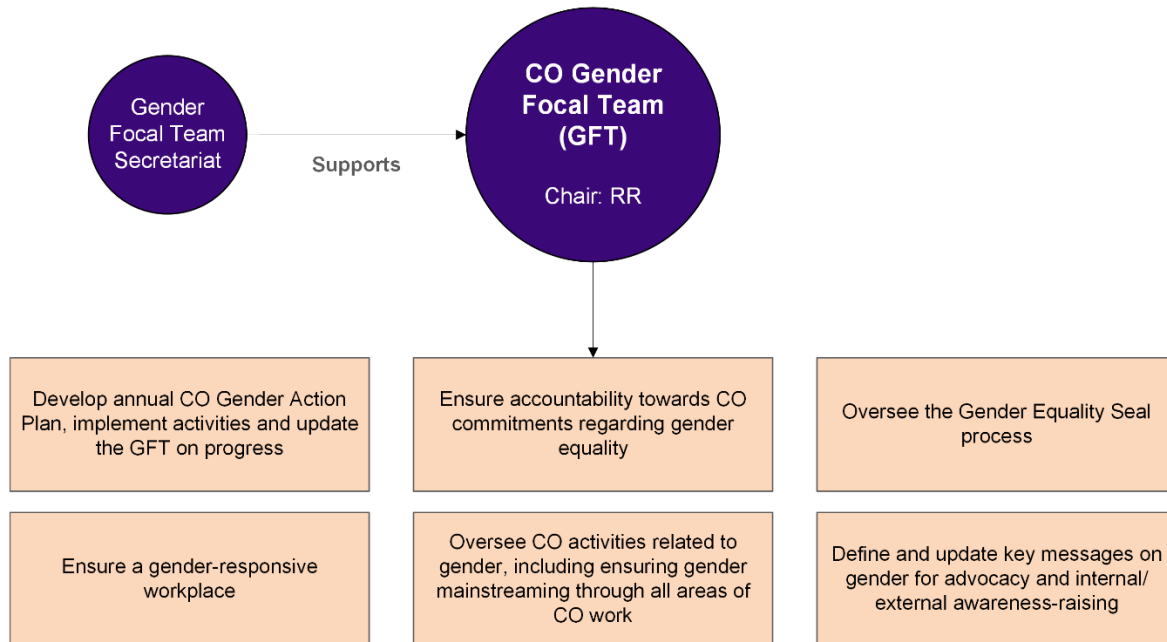 Gender
Focal Team
Secretariat
Supports
CO Gender
Focal Team
(GFT)
Chair: RR
Develop annual CO Gender Action
Plan, implement activities and update
the GFT on progress
Ensure accountability towards CO
commitments regarding gender
equality
Oversee the Gender Equality Seal
process
Ensure a gender-responsive
workplace
Oversee CO activities related to
gender, including ensuring gender
mainstreaming through all areas of
CO work
Define and update key messages on
gender for advocacy and internal/
external awareness-raising